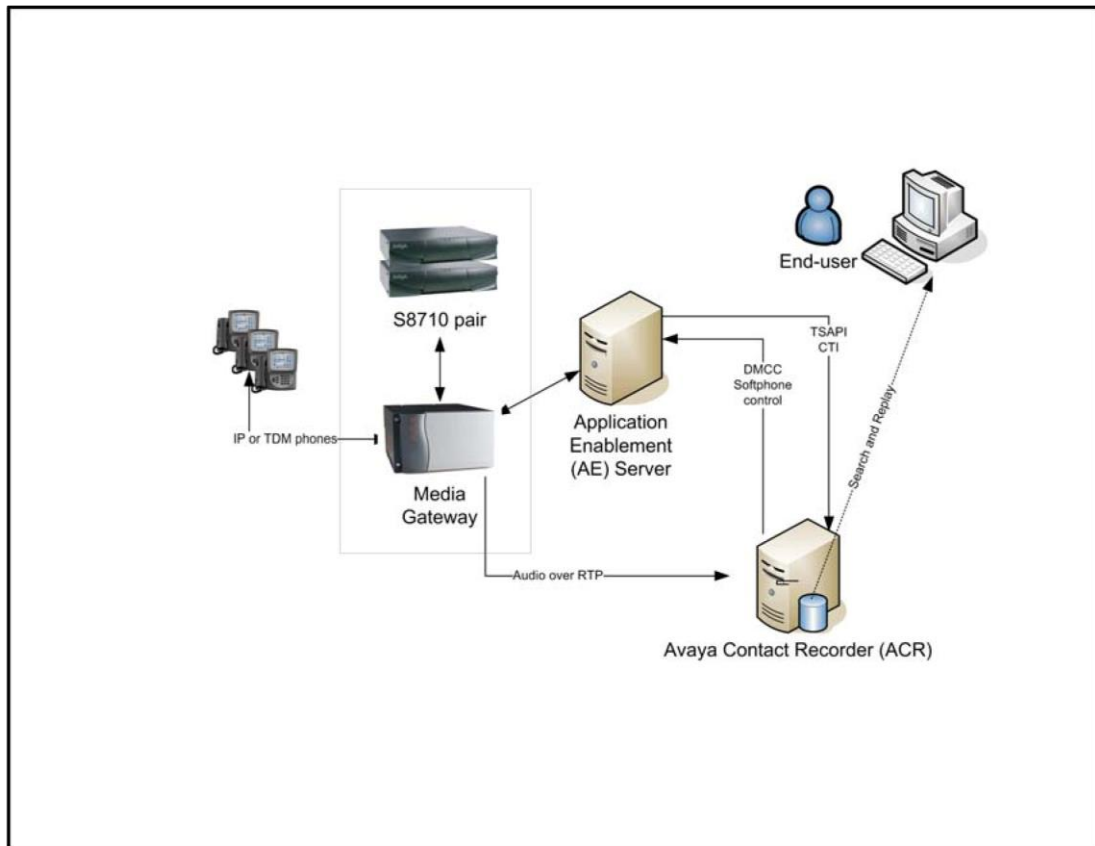 End-user
S8710 pair
TSAPI
CTI
DMCC
Softphone
control
IP or TDM phones
Application
Enablement
(AE) Server
Media
Gateway
Search and Replay
Audio over RTP
Avaya Contact Recorder (ACR)